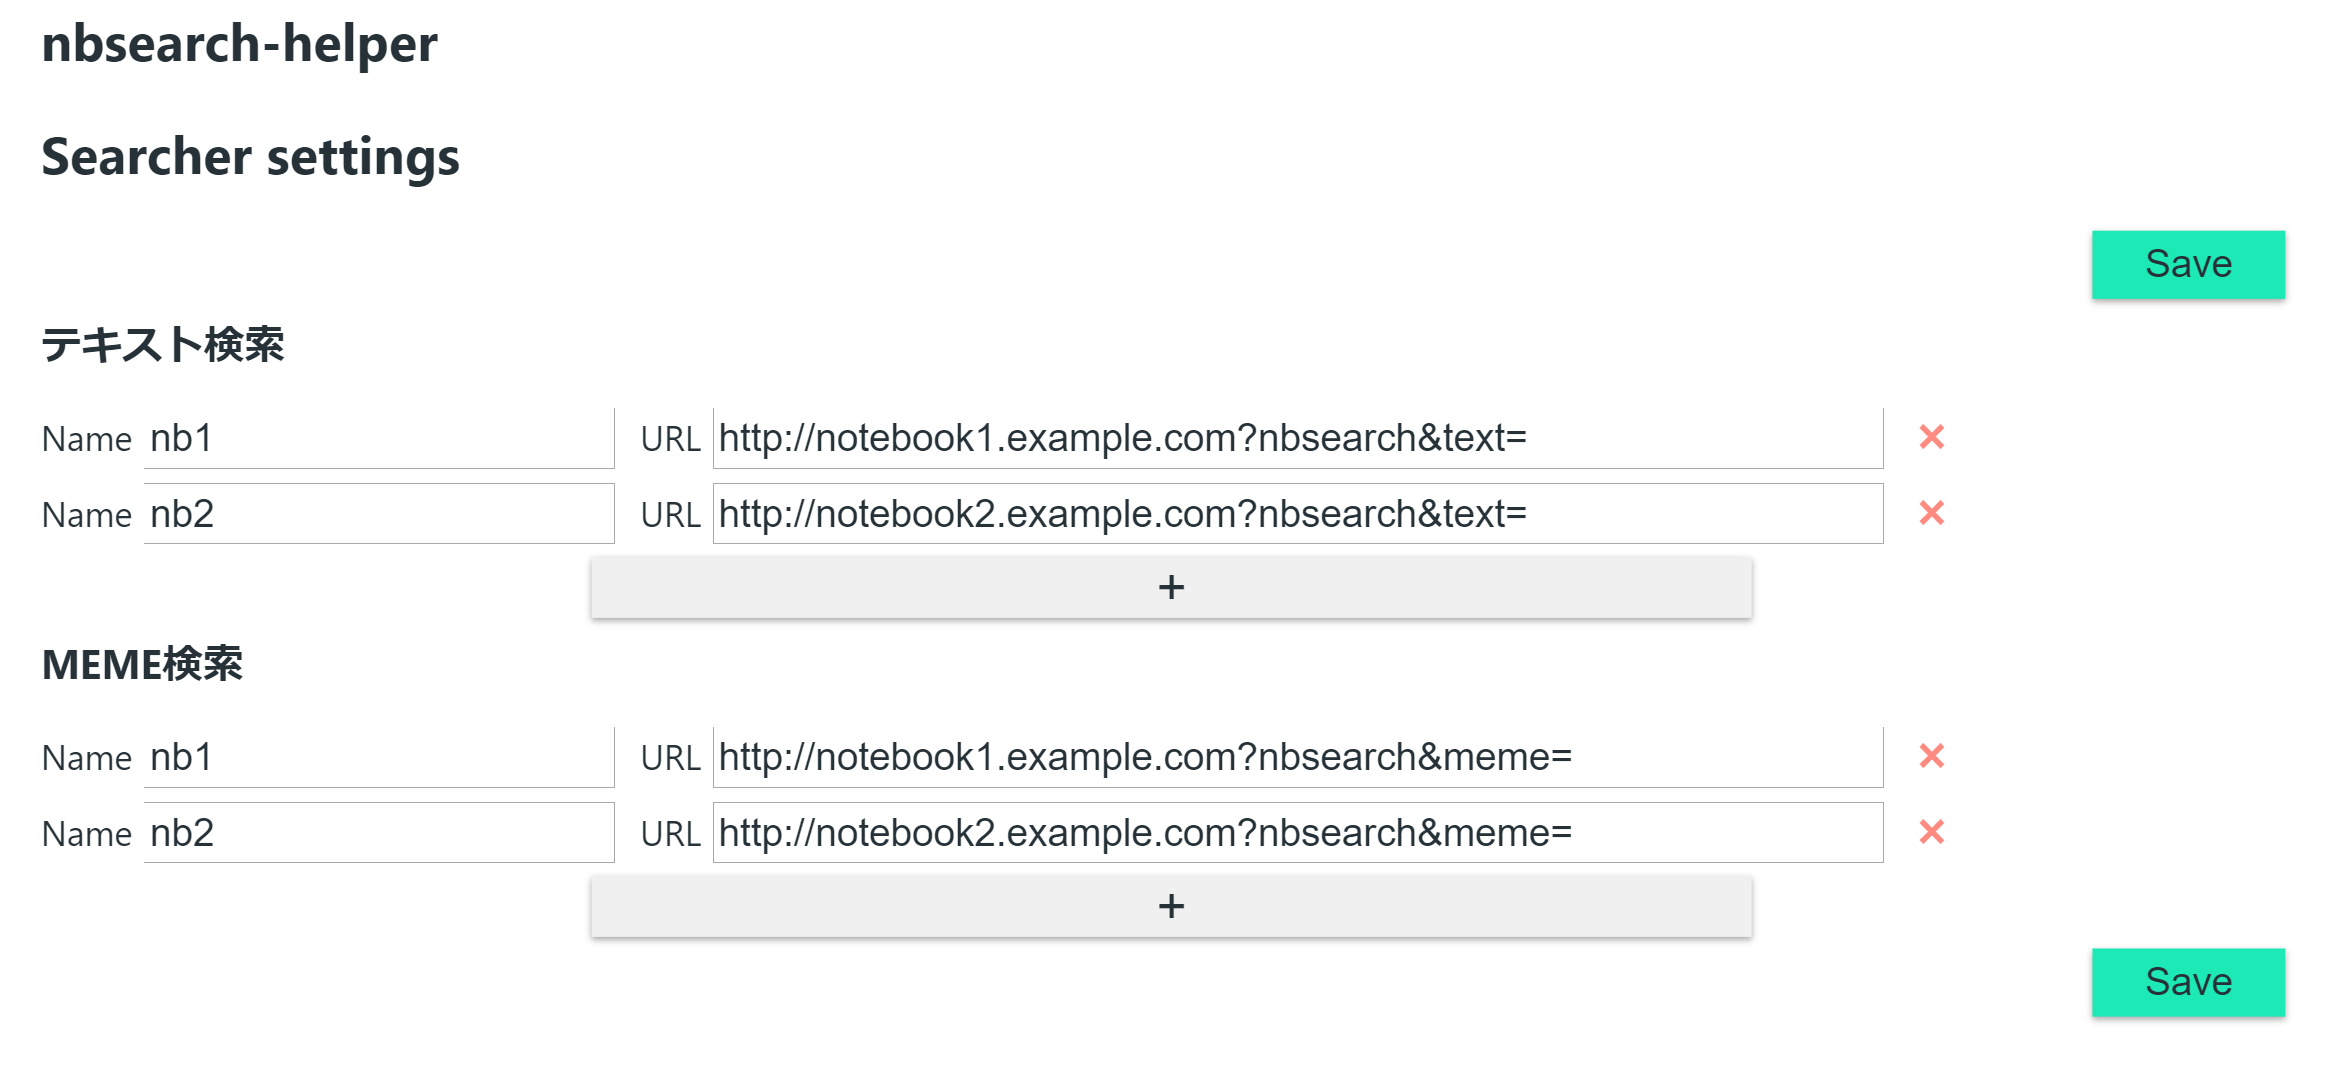 nbsearch-helper
Searcher settings
Save
テキスト検索
Name nb1 URL http://notebook1.example.com?nbsearch&text= ×
Name nb2 URL http://notebook2.example.com?nbsearch&text= ×
+
MEME検索
Name nb1 URL http://notebook1.example.com?nbsearch&meme= ×
Name nb2 URL http://notebook2.example.com?nbsearch&meme= ×
+
Save